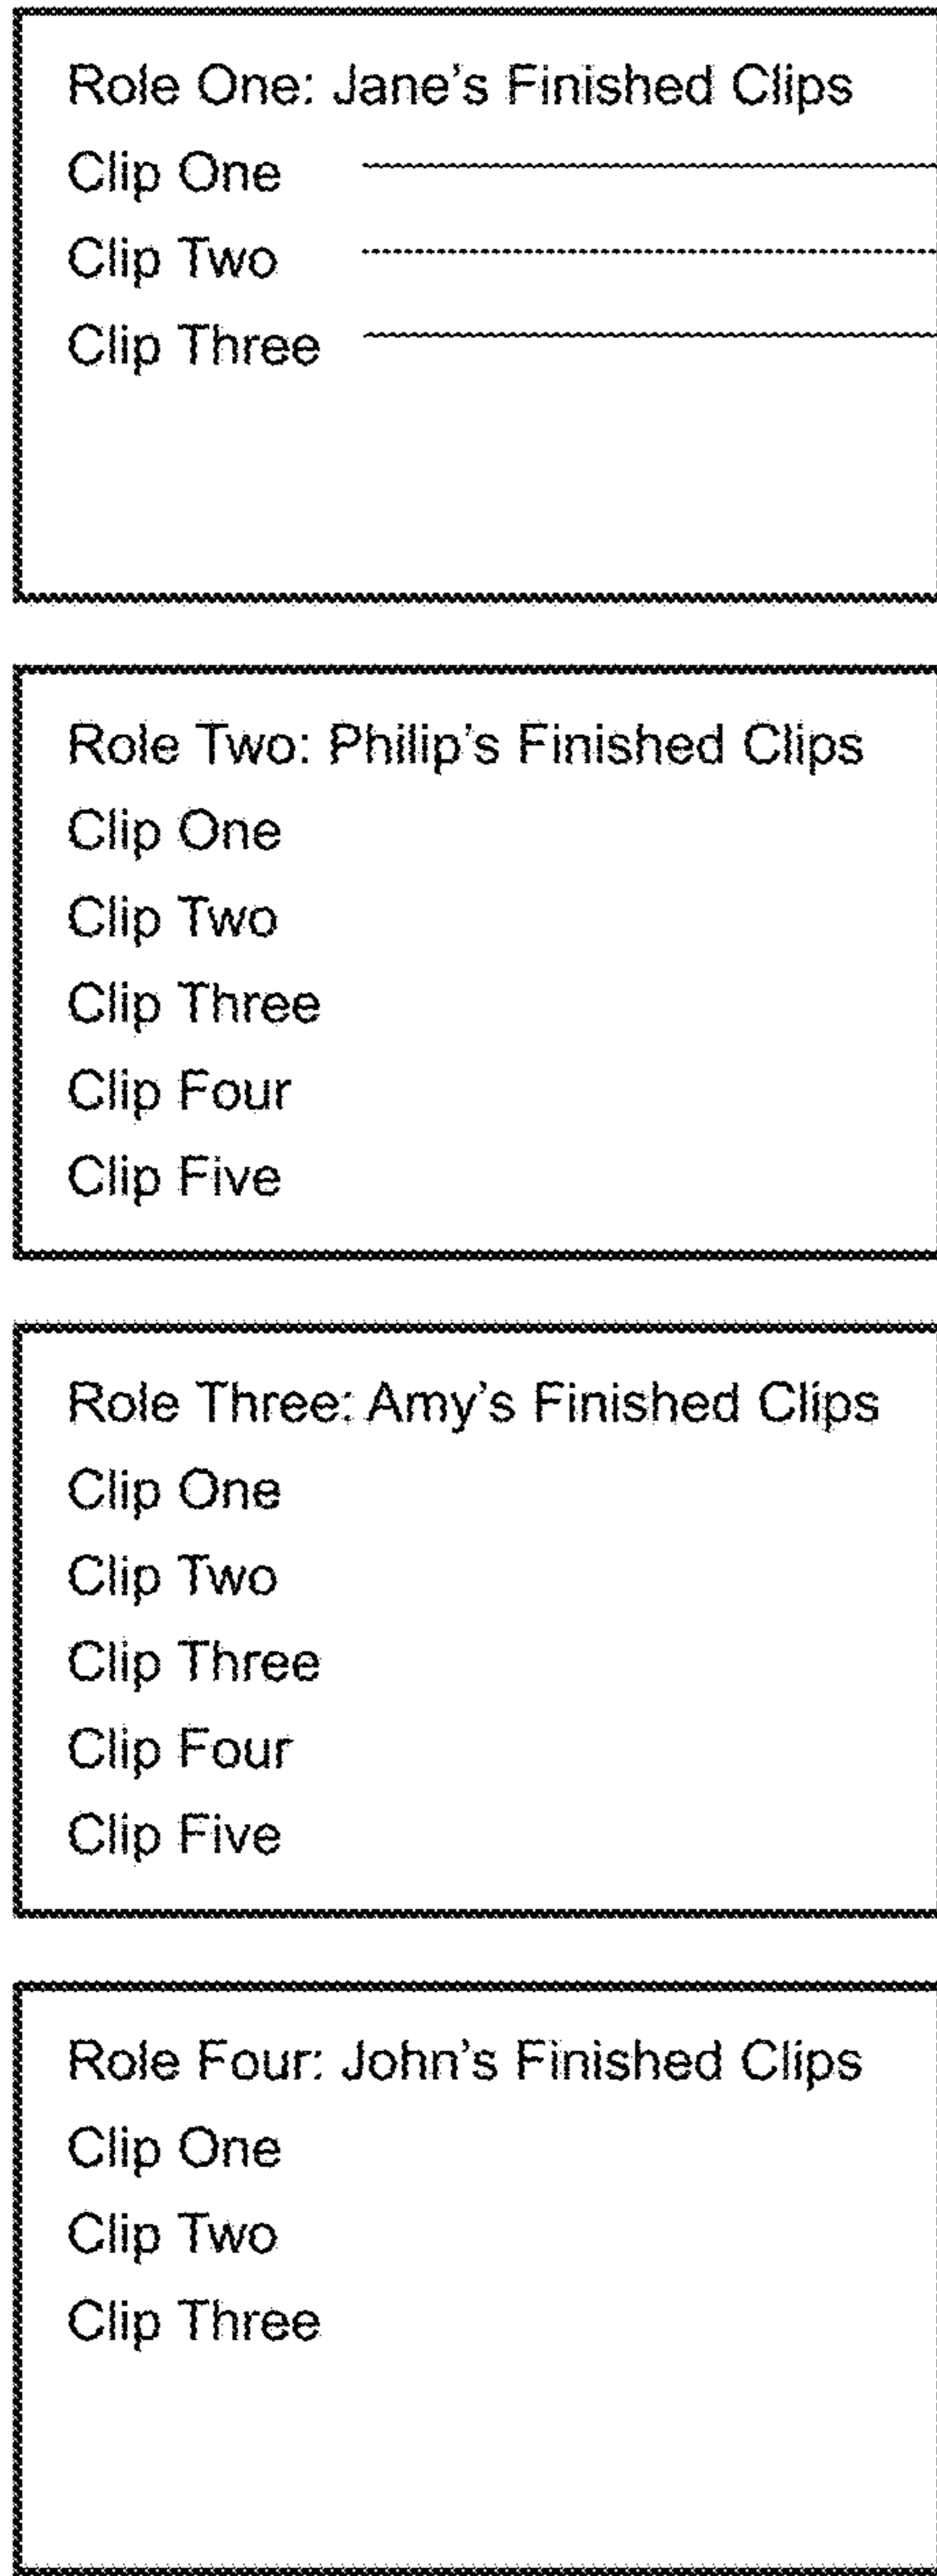 Role One: Jane's Finished Clips
Clip One
Clip Two
Clip Three
Role Two: Philip's Finished Clips
Clip One
Clip Two
Clip Three
Clip Four
Clip Five
Role Three: Amy's Finished Clips
Clip One
Clip Two
Clip Three
Clip Four
Clip Five
Role Four: John's Finished Clips
Clip One
Clip Two
Clip Three